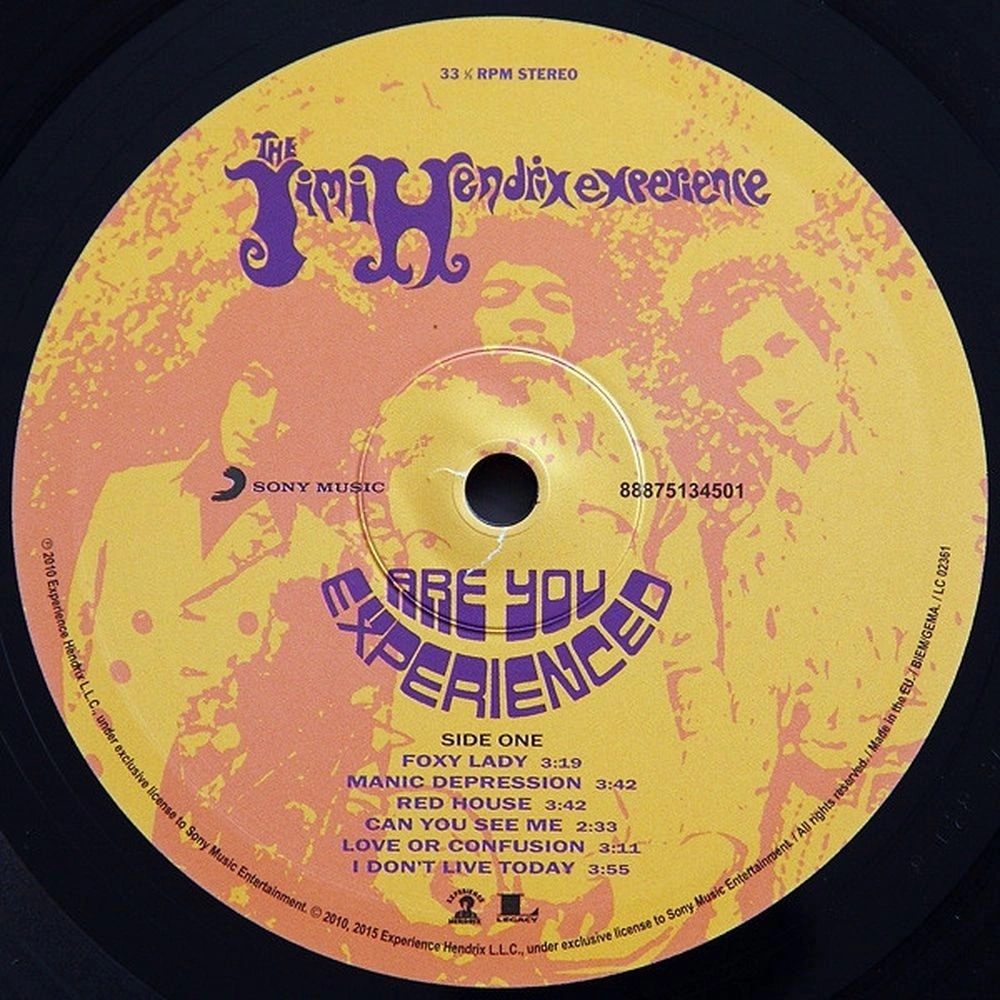 33 ⅓ RPM STEREO
THE
Jimi Hendrix experience
SONY MUSIC
88875134501
ARE YOU
EXPERIENCED
SIDE ONE
FOXY LADY 3:19
MANIC DEPRESSION 3:42
RED HOUSE 3:42
CAN YOU SEE ME 2:33
LOVE OR CONFUSION 3:11
I DON'T LIVE TODAY 3:55
EXPERIENCE
HENDRIX
LEGACY
℗ 2010 Experience Hendrix L.L.C., under exclusive license to Sony Music Entertainment. © 2010, 2015 Experience Hendrix L.L.C., under exclusive license to Sony Music Entertainment. / All rights reserved. / Made in the EU. / BIEM/GEMA. / LC 02361